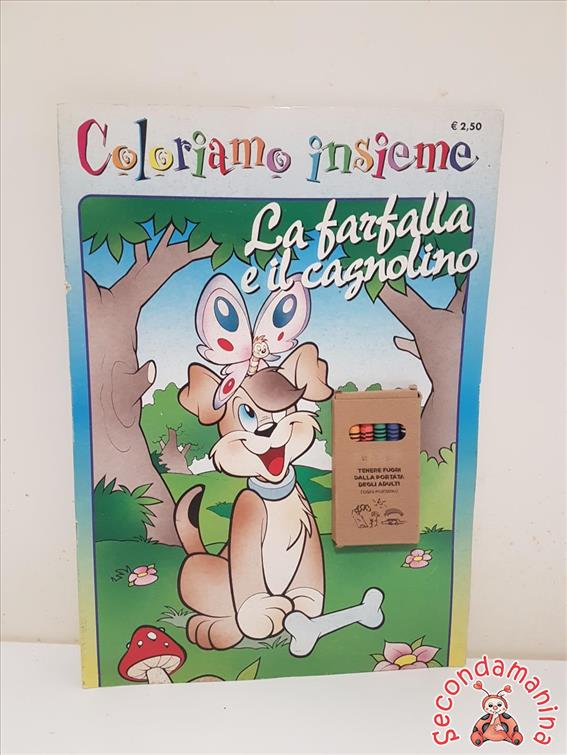 € 2,50
Coloriamo insieme
La farfalla
e il cagnolino
TENERE FUORI
DALLA PORTATA
DEGLI ADULTI
Secondamanina